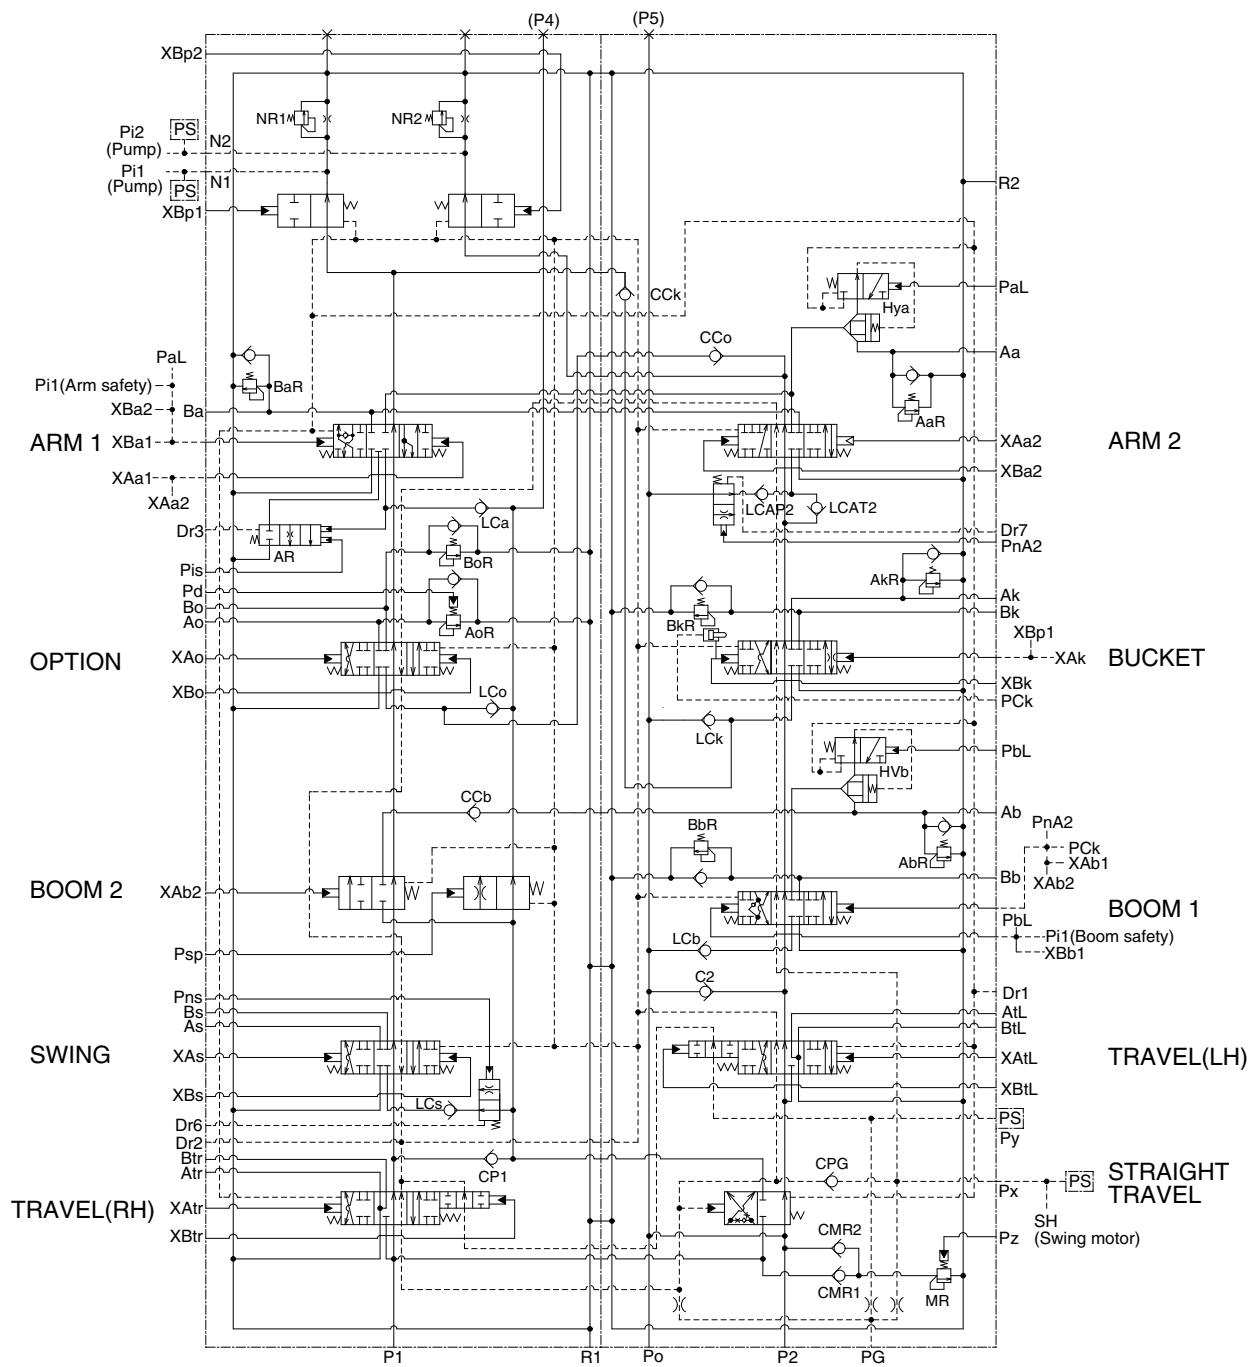 (P4)
(P5)
XBp2
NR1
NR2
Pi2
(Pump)
PS
N2
Pi1
(Pump)
PS
N1
XBp1
R2
CCk
PaL
Hya
CCo
Aa
PaL
Pi1(Arm safety)
BaR
XBa2
Ba
AaR
ARM 1
XBa1
XAa2
ARM 2
XBa2
XAa1
XAa2
LCAP2
LCAT2
Dr3
LCa
Dr7
PnA2
AR
BoR
Pis
AkR
Pd
Ak
Bo
Bk
Ao
AoR
BkR
XBp1
OPTION
XAo
XAk
BUCKET
XBo
XBk
PCk
LCo
LCk
PbL
HVb
CCb
Ab
PnA2
BbR
AbR
PCk
XAb1
XAb2
Bb
BOOM 2
XAb2
BOOM 1
PbL
Pi1(Boom safety)
XBb1
Psp
LCb
C2
Pns
Dr1
Bs
AtL
As
BtL
SWING
XAs
XAtL
TRAVEL(LH)
XBs
XBtL
LCs
PS
Dr6
Py
Dr2
Btr
Atr
CP1
CPG
Px
PS
STRAIGHT
TRAVEL
TRAVEL(RH)
XAtr
SH
(Swing motor)
XBtr
CMR2
Pz
CMR1
MR
P1
R1
Po
P2
PG